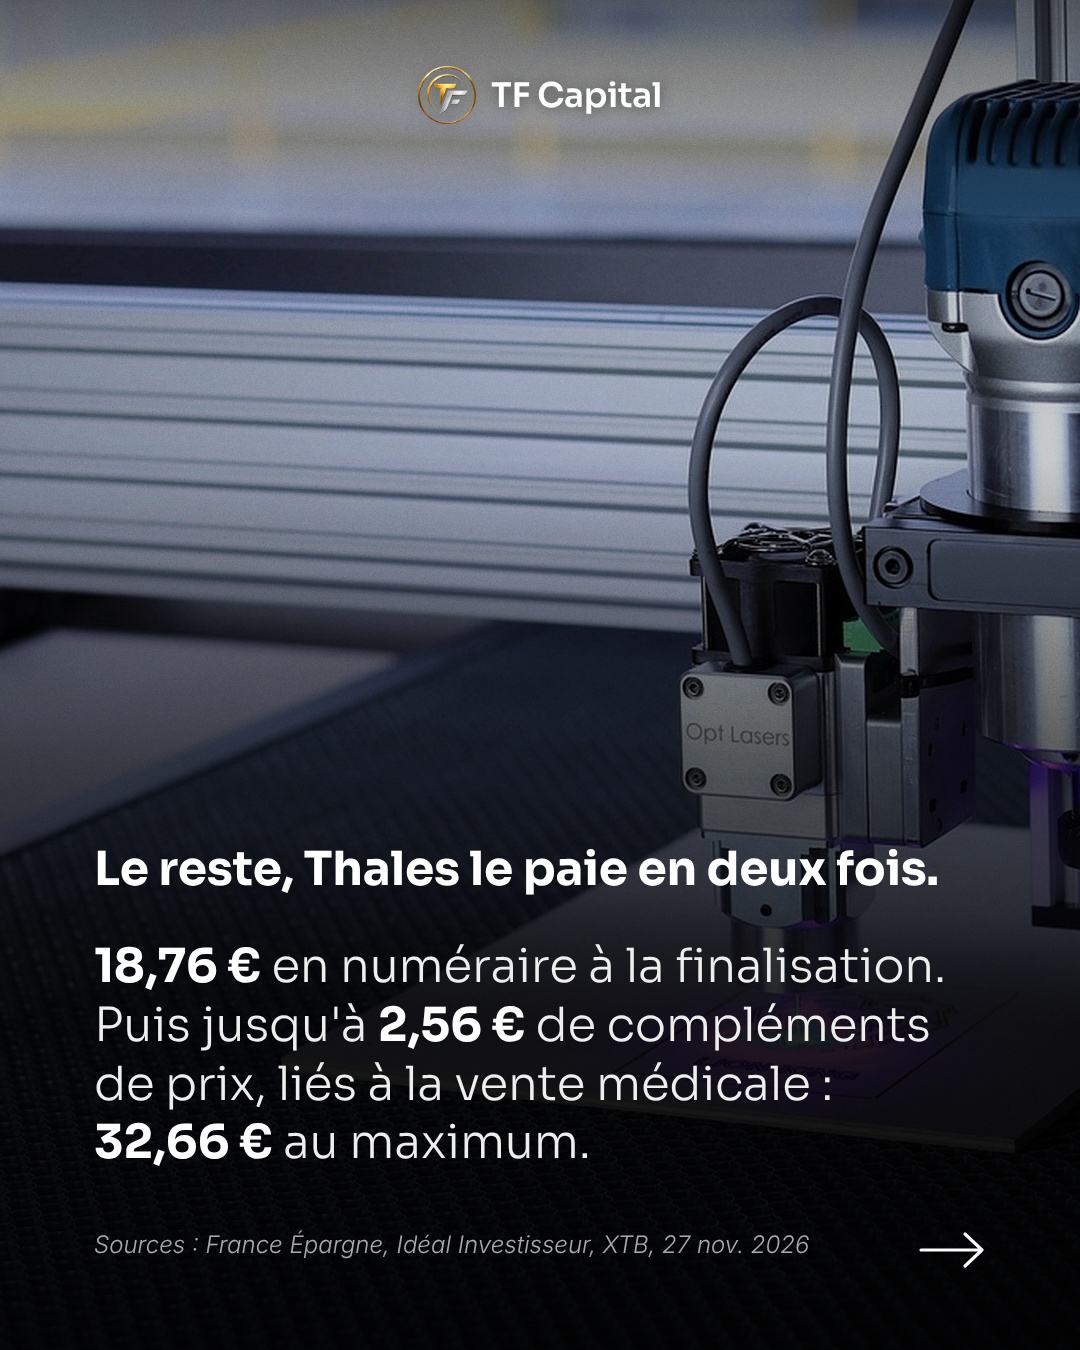 TF Capital
Opt Lasers
Le reste, Thales le paie en deux fois.
18,76 € en numéraire à la finalisation.
Puis jusqu'à 2,56 € de compléments
de prix, liés à la vente médicale :
32,66 € au maximum.
Sources : France Épargne, Idéal Investisseur, XTB, 27 nov. 2026